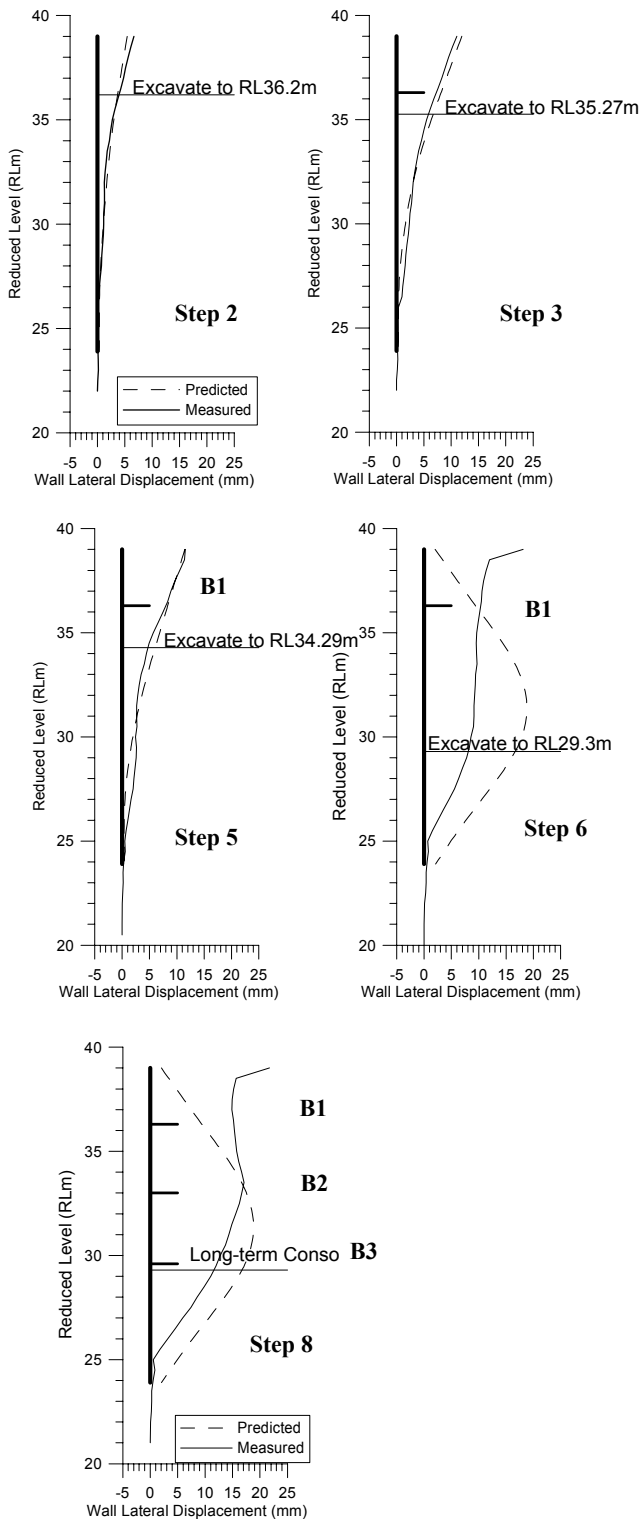 40
35
30
25
20
Reduced Level (RLm)
Excavate to RL36.2m
Step 2
Predicted
Measured
-5 0 5 10 15 20 25
Wall Lateral Displacement (mm)
40
35
30
25
20
Reduced Level (RLm)
Excavate to RL35.27m
Step 3
-5 0 5 10 15 20 25
Wall Lateral Displacement (mm)
40
35
30
25
20
Reduced Level (RLm)
B1
Excavate to RL34.29m
Step 5
-5 0 5 10 15 20 25
Wall Lateral Displacement (mm)
40
35
30
25
20
Reduced Level (RLm)
B1
Excavate to RL29.3m
Step 6
-5 0 5 10 15 20 25
Wall Lateral Displacement (mm)
40
35
30
25
20
Reduced Level (RLm)
B1
B2
B3
Long-term Conso
Step 8
Predicted
Measured
-5 0 5 10 15 20 25
Wall Lateral Displacement (mm)